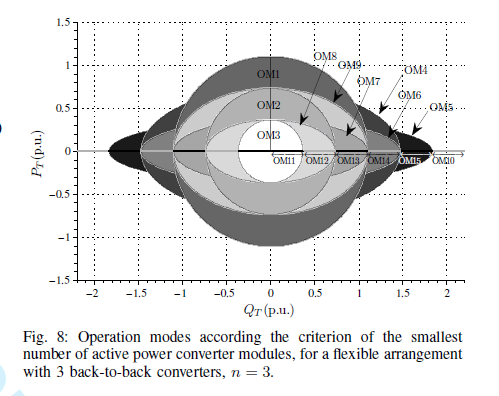 1.5
1
0.5
0
−0.5
−1
−1.5
P_T(p.u.)
OM8
OM9
OM1
OM7
OM4
OM6
OM2
OM5
OM3
OM11 OM12 OM13 OM14 OM15 OM10
−2 −1.5 −1 −0.5 0 0.5 1 1.5 2
Q_T(p.u.)
Fig. 8: Operation modes according the criterion of the smallest
number of active power converter modules, for a flexible arrangement
with 3 back-to-back converters, n = 3.